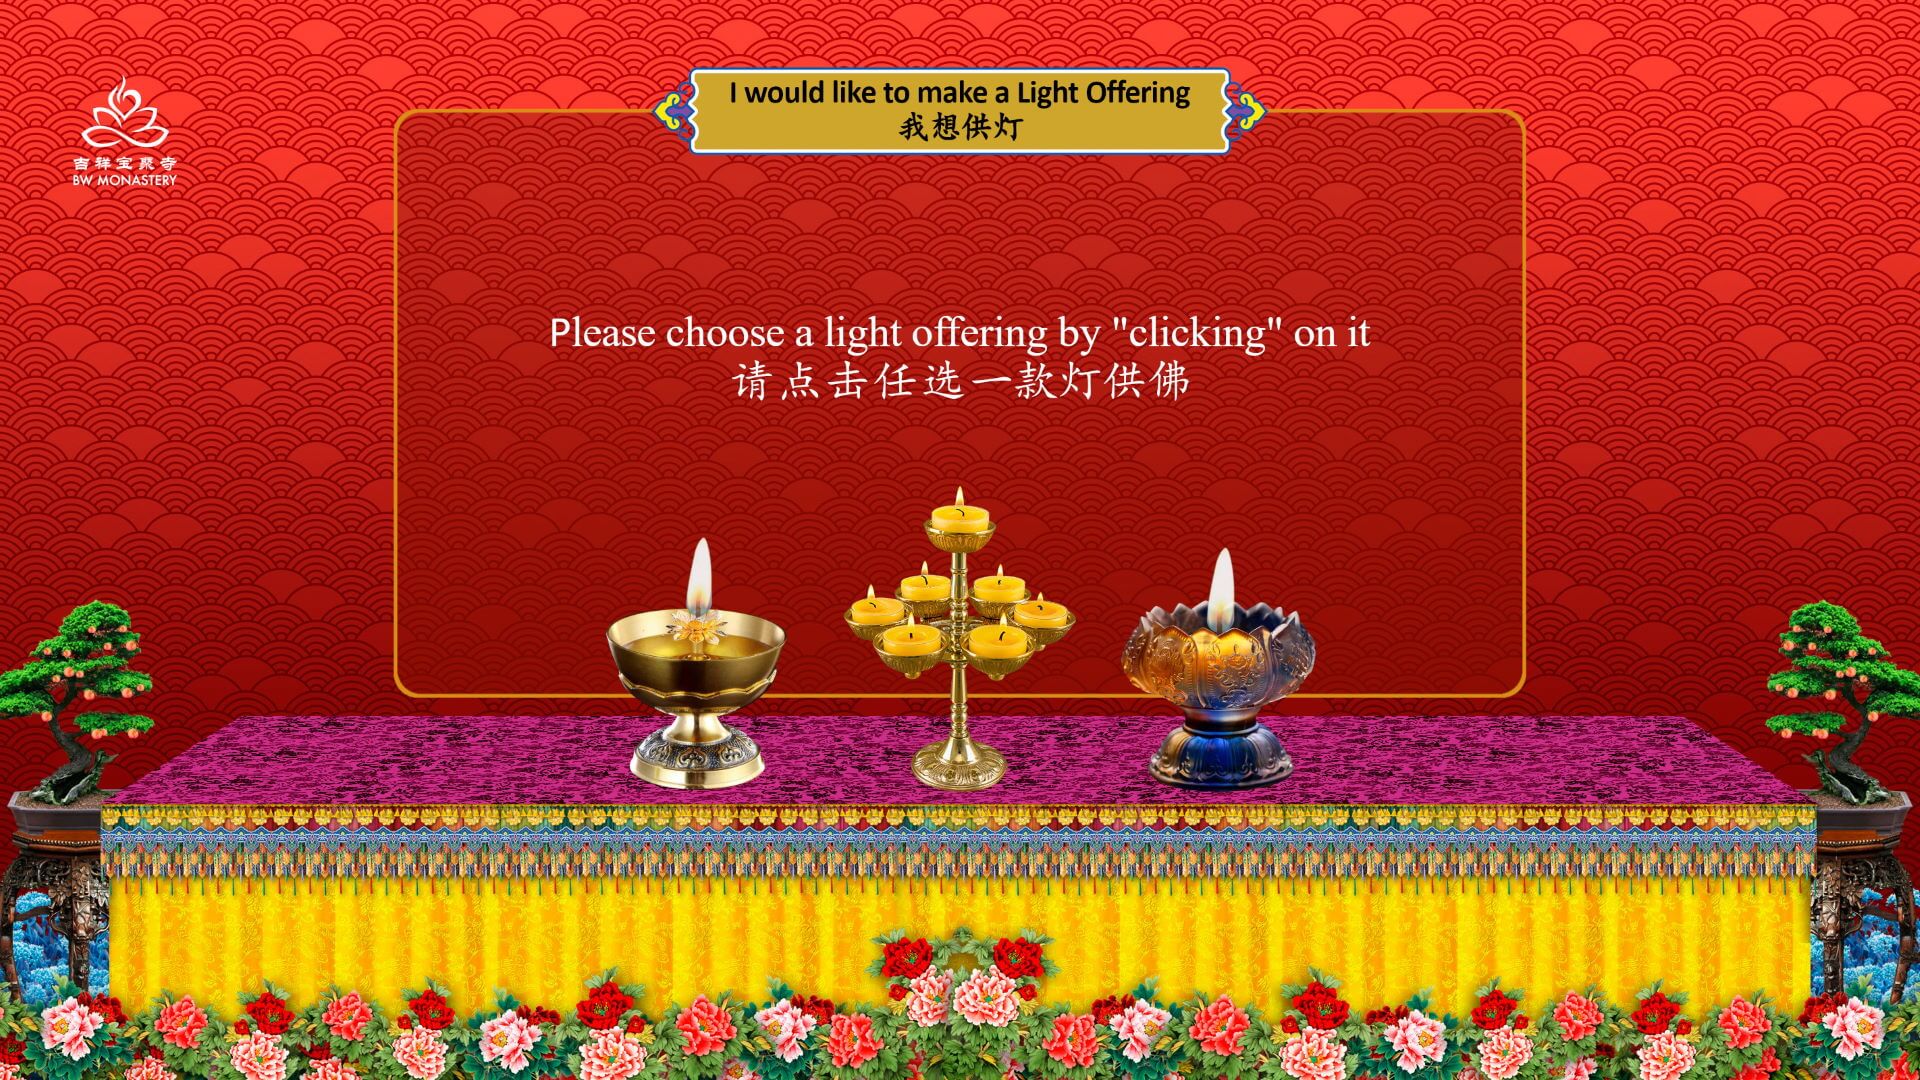 吉祥宝聚寺
BW MONASTERY
I would like to make a Light Offering
我想供灯
Please choose a light offering by "clicking" on it
请点击任选一款灯供佛